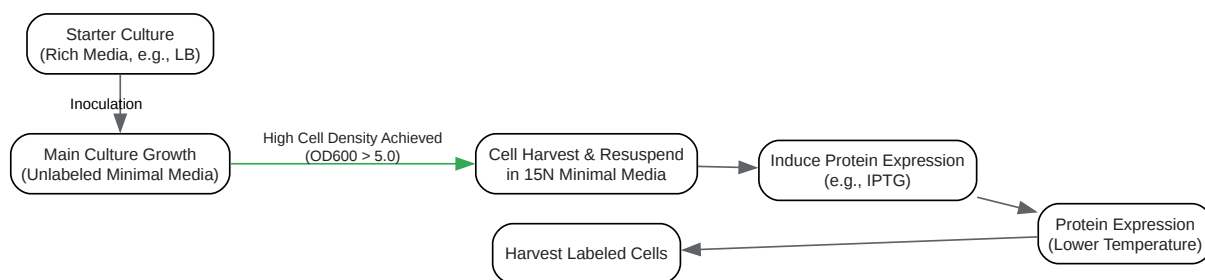 Starter Culture
(Rich Media, e.g., LB)
Inoculation
Main Culture Growth
(Unlabeled Minimal Media)
High Cell Density Achieved
(OD600 > 5.0)
Cell Harvest & Resuspend
in 15N Minimal Media
Induce Protein Expression
(e.g., IPTG)
Protein Expression
(Lower Temperature)
Harvest Labeled Cells